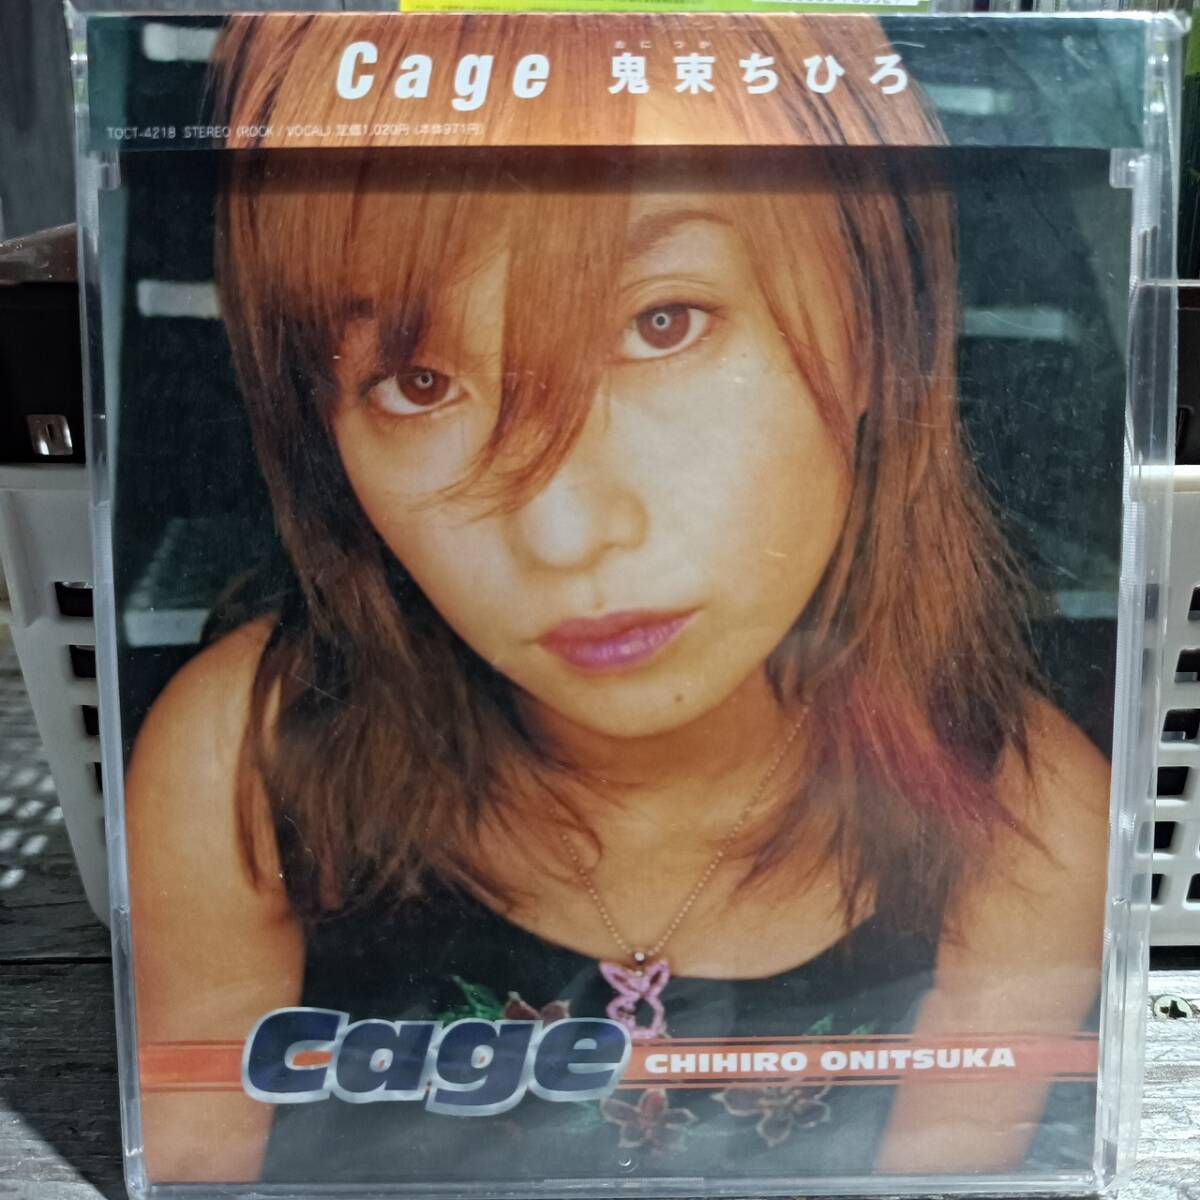 Cage 鬼束ちひろ
おにつか
TOCT-4218 STEREO (ROCK / VOCAL) 定価1,020円 (本体971円)
cage CHIHIRO ONITSUKA